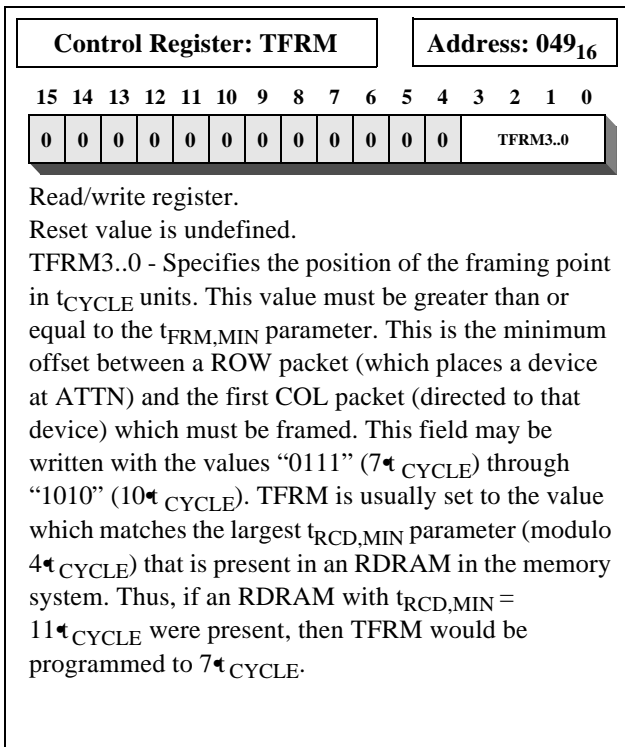 Control Register: TFRM
Address: 049₁₆
15 14 13 12 11 10 9 8 7 6 5 4 3 2 1 0
0 0 0 0 0 0 0 0 0 0 0 0 TFRM3..0
Read/write register.
Reset value is undefined.
TFRM3..0 - Specifies the position of the framing point
in tCYCLE units. This value must be greater than or
equal to the tFRM,MIN parameter. This is the minimum
offset between a ROW packet (which places a device
at ATTN) and the first COL packet (directed to that
device) which must be framed. This field may be
written with the values “0111” (7•tCYCLE) through
“1010” (10•tCYCLE). TFRM is usually set to the value
which matches the largest tRCD,MIN parameter (modulo
4•tCYCLE) that is present in an RDRAM in the memory
system. Thus, if an RDRAM with tRCD,MIN =
11•tCYCLE were present, then TFRM would be
programmed to 7•tCYCLE.